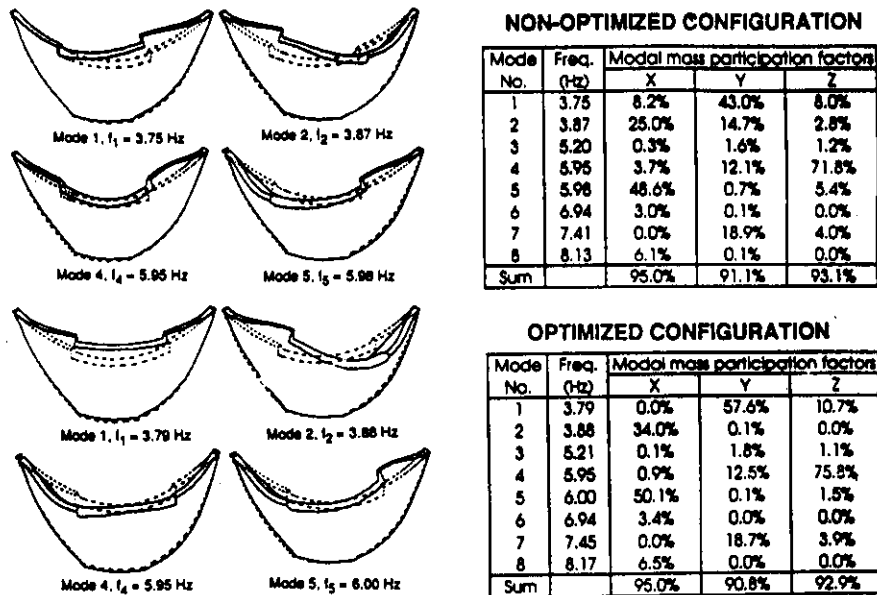 Mode 1, f1 = 3.75 Hz
Mode 2, f2 = 3.87 Hz
Mode 4, f4 = 5.95 Hz
Mode 5, f5 = 5.98 Hz
Mode 1, f1 = 3.79 Hz
Mode 2, f2 = 3.88 Hz
Mode 4, f4 = 5.95 Hz
Mode 5, f5 = 6.00 Hz
NON-OPTIMIZED CONFIGURATION
Mode Freq. Modal mass participation factors
No. (Hz) X Y Z
1 3.75 8.2% 43.0% 8.0%
2 3.87 25.0% 14.7% 2.8%
3 5.20 0.3% 1.6% 1.2%
4 5.95 3.7% 12.1% 71.8%
5 5.98 48.6% 0.7% 5.4%
6 6.94 3.0% 0.1% 0.0%
7 7.41 0.0% 18.9% 4.0%
8 8.13 6.1% 0.1% 0.0%
Sum 95.0% 91.1% 93.1%
OPTIMIZED CONFIGURATION
Mode Freq. Modal mass participation factors
No. (Hz) X Y Z
1 3.79 0.0% 57.6% 10.7%
2 3.88 34.0% 0.1% 0.0%
3 5.21 0.1% 1.8% 1.1%
4 5.95 0.9% 12.5% 75.8%
5 6.00 50.1% 0.1% 1.5%
6 6.94 3.4% 0.0% 0.0%
7 7.45 0.0% 18.7% 3.9%
8 8.17 6.5% 0.0% 0.0%
Sum 95.0% 90.8% 92.9%